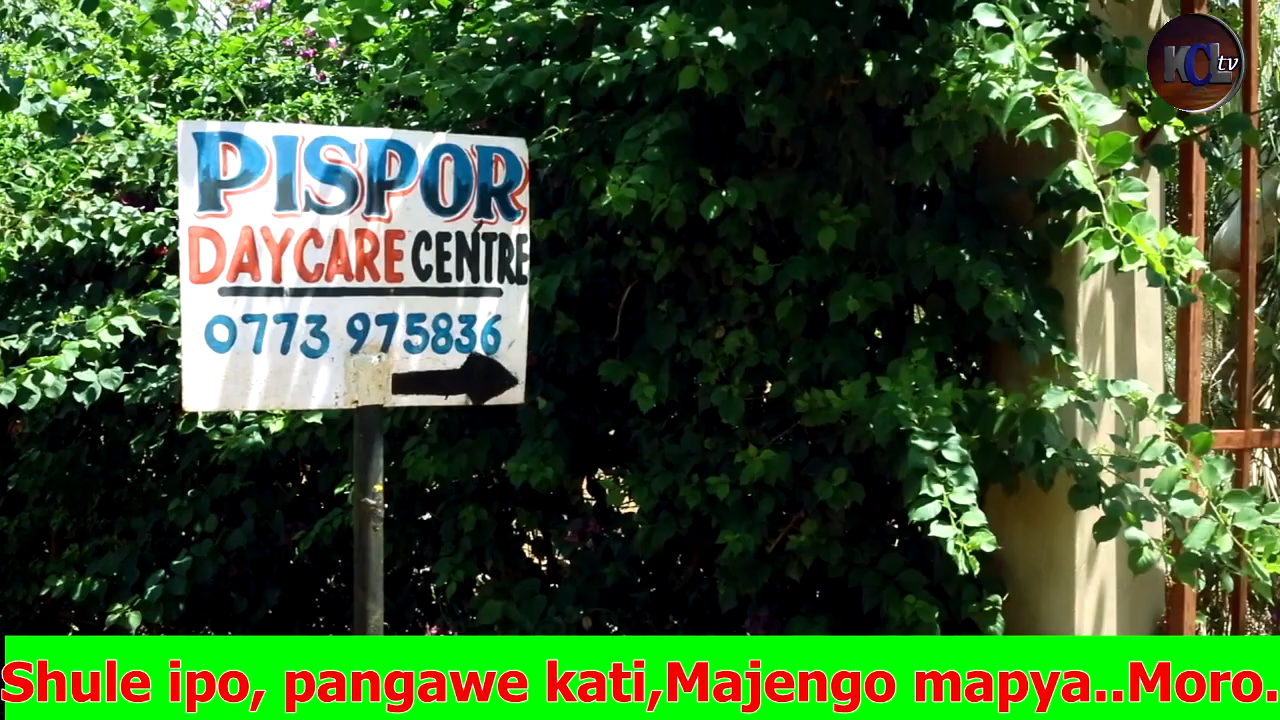 KCL tv
PISPOR
DAYCARE CENTRE
0773 975836
Shule ipo, pangawe kati,Majengo mapya..Moro.